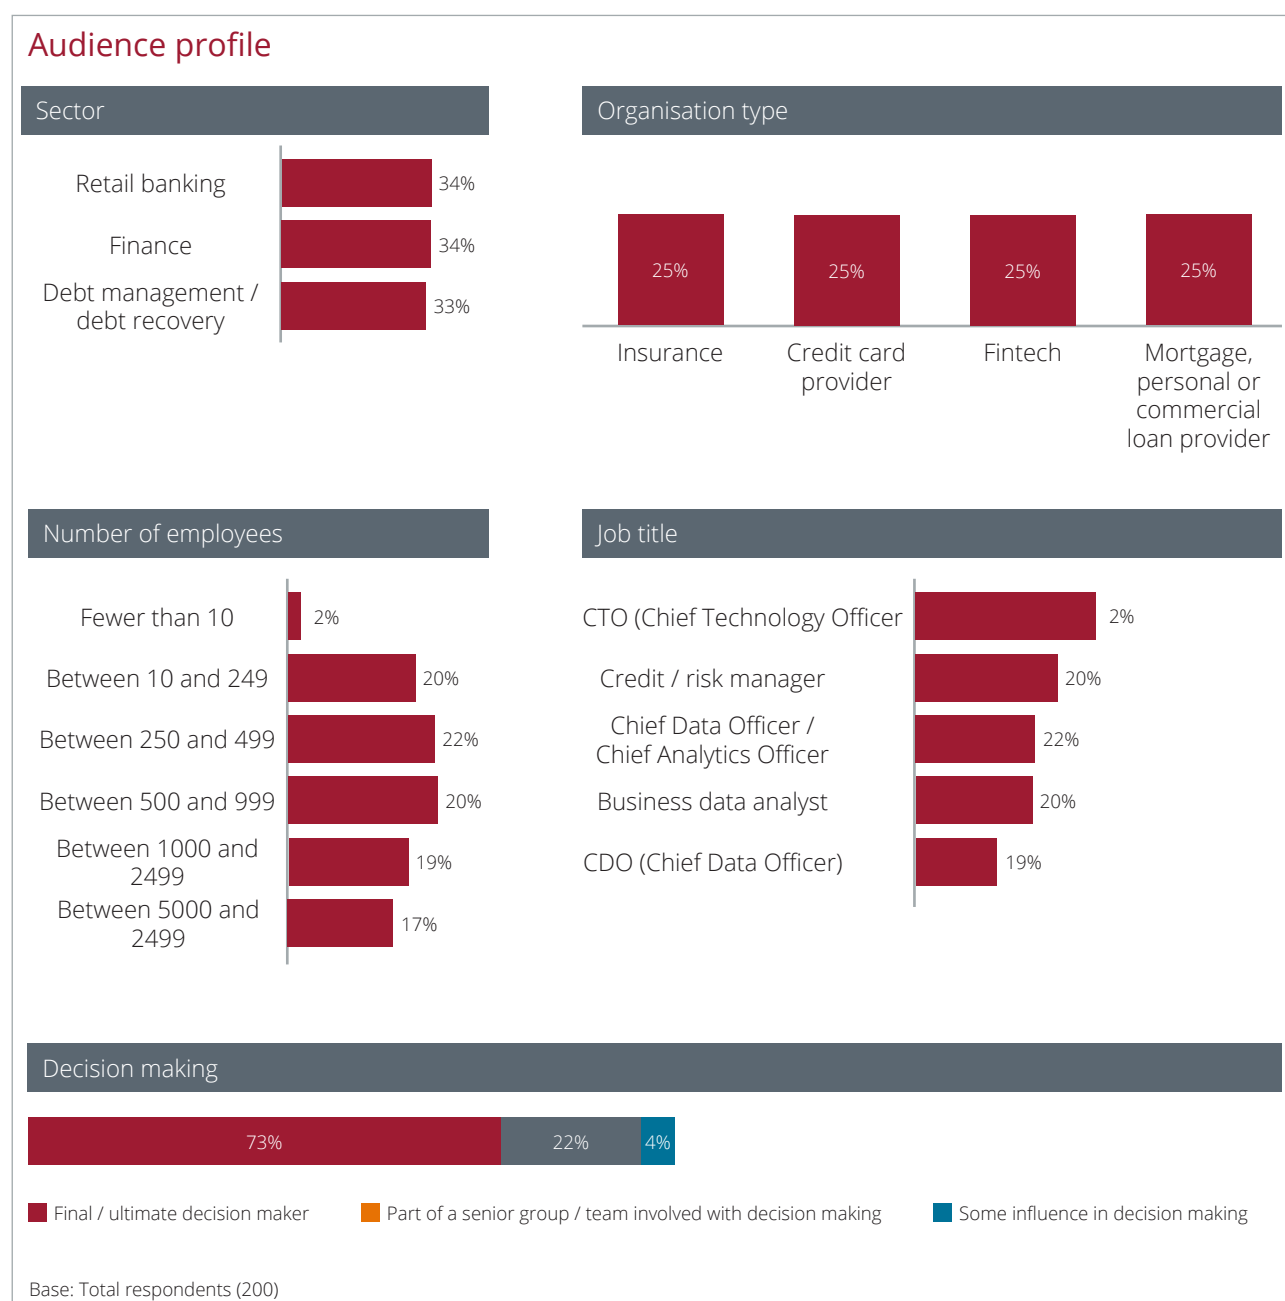 Audience profile
Sector
Retail banking
34%
Finance
34%
Debt management /
debt recovery
33%
Organisation type
25%
25%
25%
25%
Insurance
Credit card
provider
Fintech
Mortgage,
personal or
commercial
loan provider
Number of employees
Fewer than 10
2%
Between 10 and 249
20%
Between 250 and 499
22%
Between 500 and 999
20%
Between 1000 and
2499
19%
Between 5000 and
2499
17%
Job title
CTO (Chief Technology Officer
2%
Credit / risk manager
20%
Chief Data Officer /
Chief Analytics Officer
22%
Business data analyst
20%
CDO (Chief Data Officer)
19%
Decision making
73%
22%
4%
Final / ultimate decision maker
Part of a senior group / team involved with decision making
Some influence in decision making
Base: Total respondents (200)